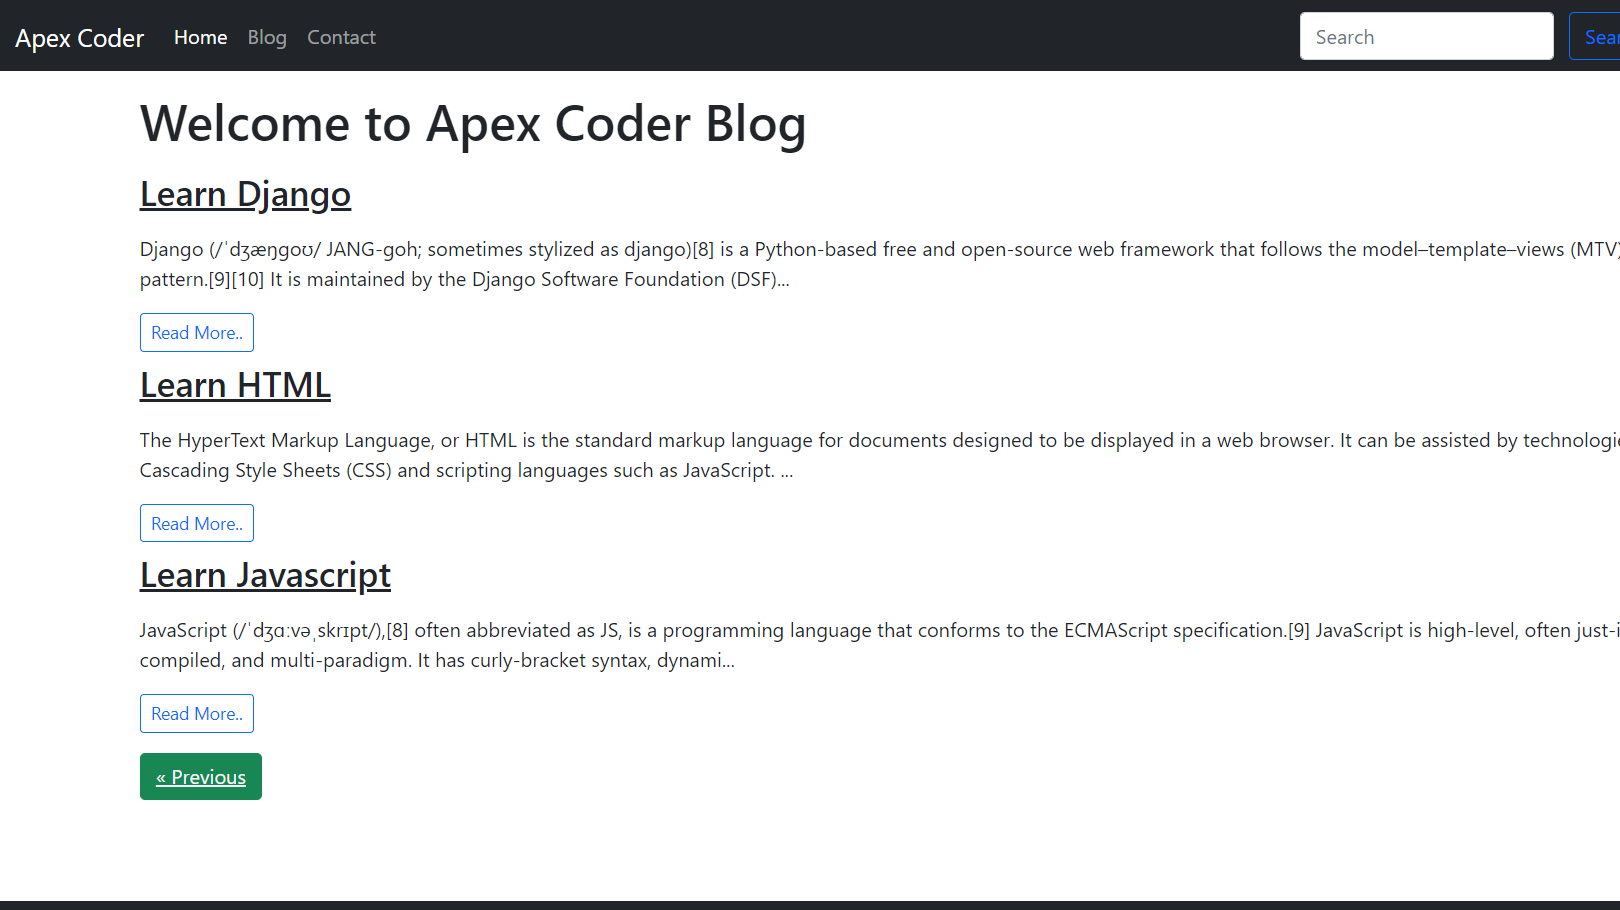 Apex Coder Home Blog Contact Search
Welcome to Apex Coder Blog
Learn Django
Django (/ˈdʒæŋɡoʊ/ JANG-goh; sometimes stylized as django)[8] is a Python-based free and open-source web framework that follows the model–template–views (MTV)
pattern.[9][10] It is maintained by the Django Software Foundation (DSF)...
Read More..
Learn HTML
The HyperText Markup Language, or HTML is the standard markup language for documents designed to be displayed in a web browser. It can be assisted by
Cascading Style Sheets (CSS) and scripting languages such as JavaScript. ...
Read More..
Learn Javascript
JavaScript (/ˈdʒɑːvəˌskrɪpt/),[8] often abbreviated as JS, is a programming language that conforms to the ECMAScript specification.[9] JavaScript is high-level, often
compiled, and multi-paradigm. It has curly-bracket syntax, dynami...
Read More..
« Previous